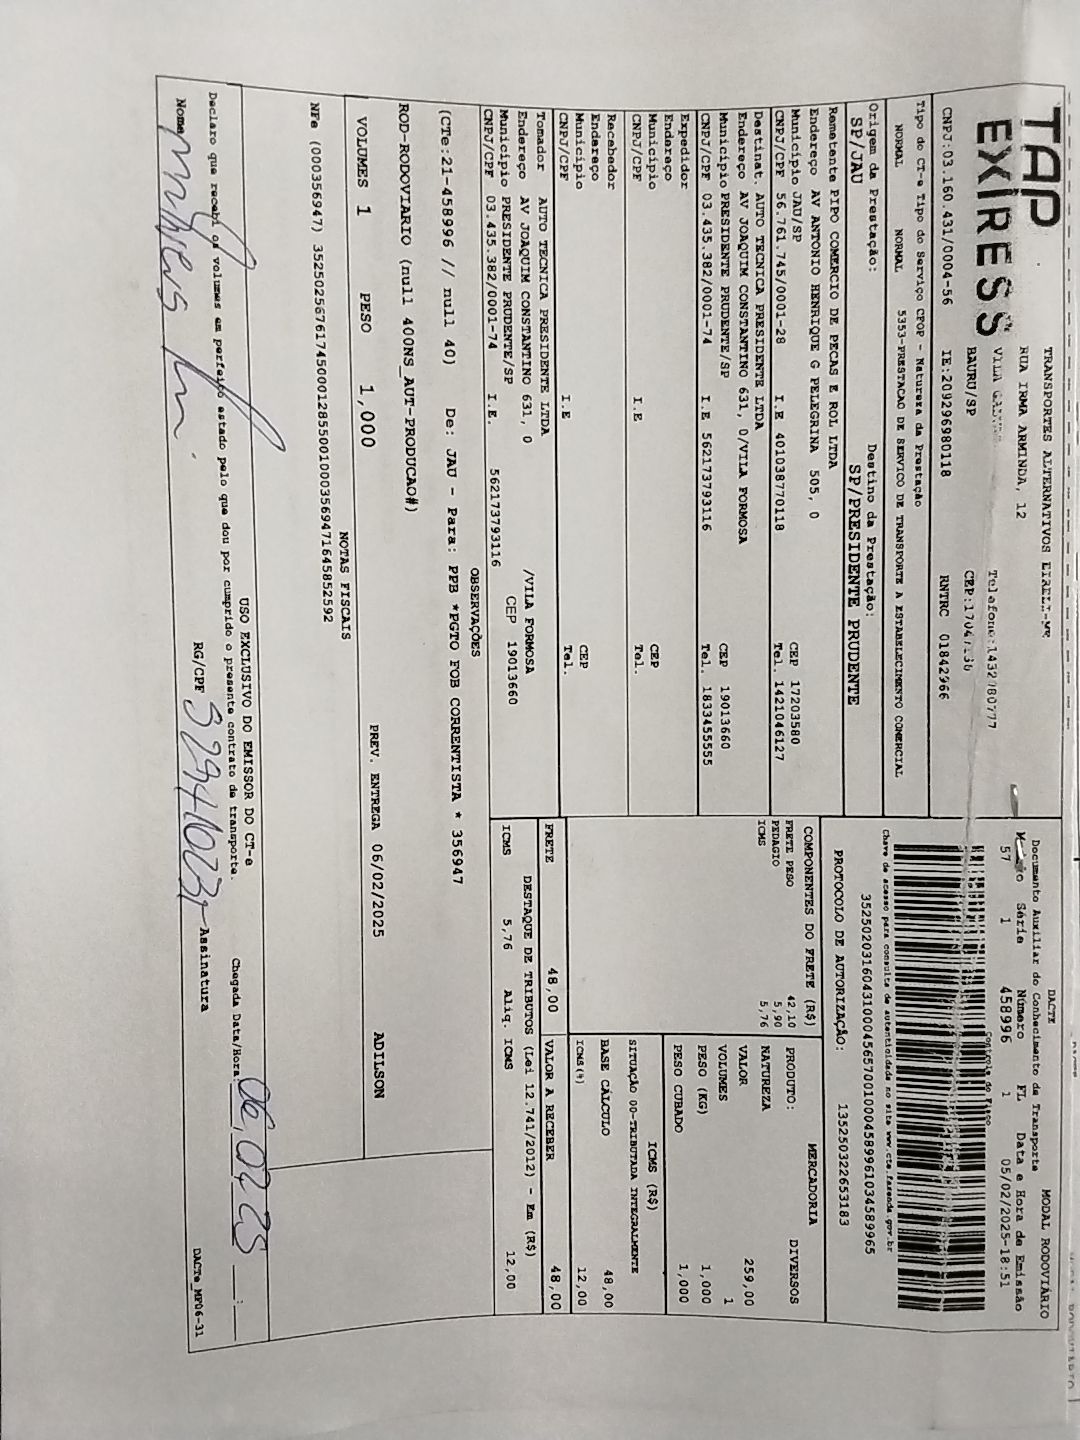 TAP
EXPRESS
TRANSPORTES ALTERNATIVOS EIRELI-ME
RUA IRMA ARMINDA, 12
VILA Telefone:1432
BAURU/SP CEP:
CNPJ:03.160.431/0004-56 IE:209296980118 RNTRC 01842966
Tipo do CT-e Tipo do Serviço CFOP - Natureza da Prestação
NORMAL NORMAL 5353-PRESTACAO DE SERVICO DE TRANSPORTE A ESTABELECIMENTO COMERCIAL
Origem da Prestação: Destino da Prestação:
SP/JAU SP/PRESIDENTE PRUDENTE
Remetente PIPO COMERCIO DE PECAS E ROL LTDA
Endereço AV ANTONIO HENRIQUE G PELEGRINA 505, 0
Município JAU/SP CEP 17203580
CNPJ/CPF 56.761.745/0001-28 I.E 401038770118 Tel. 1421046127
Destinat. AUTO TECNICA PRESIDENTE LTDA
Endereço AV JOAQUIM CONSTANTINO 631, 0/VILA FORMOSA
Município PRESIDENTE PRUDENTE/SP CEP 19013660
CNPJ/CPF 03.435.382/0001-74 I.E 562173793116 Tel. 1833455555
Expedidor
Endereço
Município CEP
CNPJ/CPF I.E Tel.
Recebedor
Endereço
Município CEP
CNPJ/CPF I.E Tel.
Tomador AUTO TECNICA PRESIDENTE LTDA
Endereço AV JOAQUIM CONSTANTINO 631, 0 /VILA FORMOSA
Município PRESIDENTE PRUDENTE/SP CEP 19013660
CNPJ/CPF 03.435.382/0001-74 I.E. 562173793116
DACTE MODAL RODOVIÁRIO
Documento Auxiliar do Conhecimento de Transporte
Série Número FL Data e Hora de Emissão
57 1 458996 1 05/02/2025-18:51
Controle do Fisco
Chave de acesso para consulta de autenticidade no site www.cte.fazenda.gov.br
35250203160431000456570010004589961034589965
PROTOCOLO DE AUTORIZAÇÃO: 135250322653183
COMPONENTES DO FRETE (R$)
FRETE PESO 42,10
PEDAGIO 5,90
ICMS 5,76
MERCADORIA
PRODUTO: DIVERSOS
NATUREZA
VALOR 259,00
VOLUMES 1
PESO (KG) 1,000
PESO CUBADO 1,000
ICMS (R$)
SITUAÇÃO 00-TRIBUTADA INTEGRALMENTE
BASE CÁLCULO 48,00
ICMS(%) 12,00
FRETE 48,00 VALOR A RECEBER 48,00
DESTAQUE DE TRIBUTOS (Lei 12.741/2012) - Em (R$)
ICMS 5,76 Aliq. ICMS 12,00
OBSERVAÇÕES
(CTe:21-458996 // null 40) De: JAU - Para: PPB *PGTO FOB CORRENTISTA * 356947
ROD-RODOVIARIO (null 400NS_AUT-PRODUCAO#)
VOLUMES 1 PESO 1,000 PREV. ENTREGA 06/02/2025 ADILSON
NOTAS FISCAIS
NFe (000356947) 35250256761745000128550010003569471645852592
USO EXCLUSIVO DO EMISSOR DO CT-e
Declaro que recebi os volumes em perfeito estado pelo que dou por cumprido o presente contrato de transporte. Chegada Data/Hora: 06,02,25 __:__
Nome RG/CPF Assinatura
DACTe_MF06-31